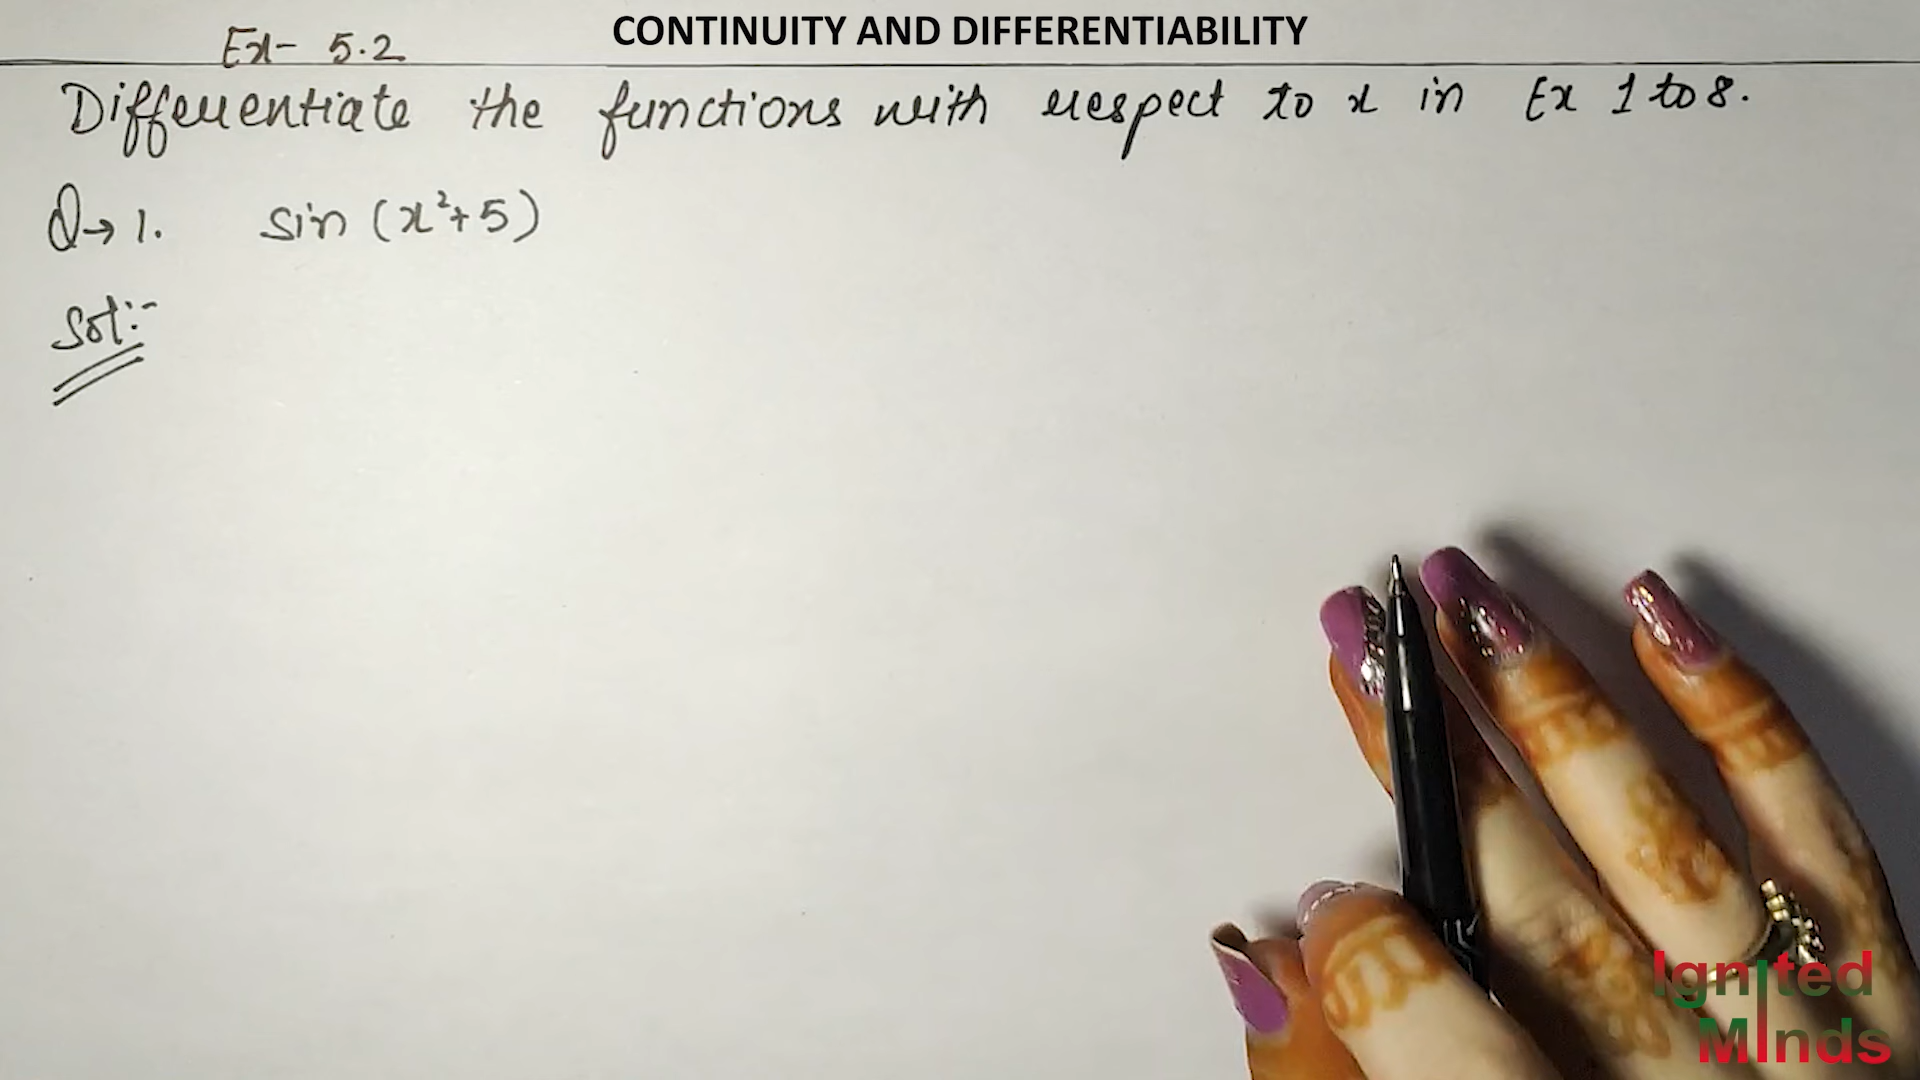 CONTINUITY AND DIFFERENTIABILITY
Ex- 5.2
Differentiate the functions with respect to x in Ex 1 to 8.
Q→ 1. sin (x²+5)
Sol:-
Ignited
Minds